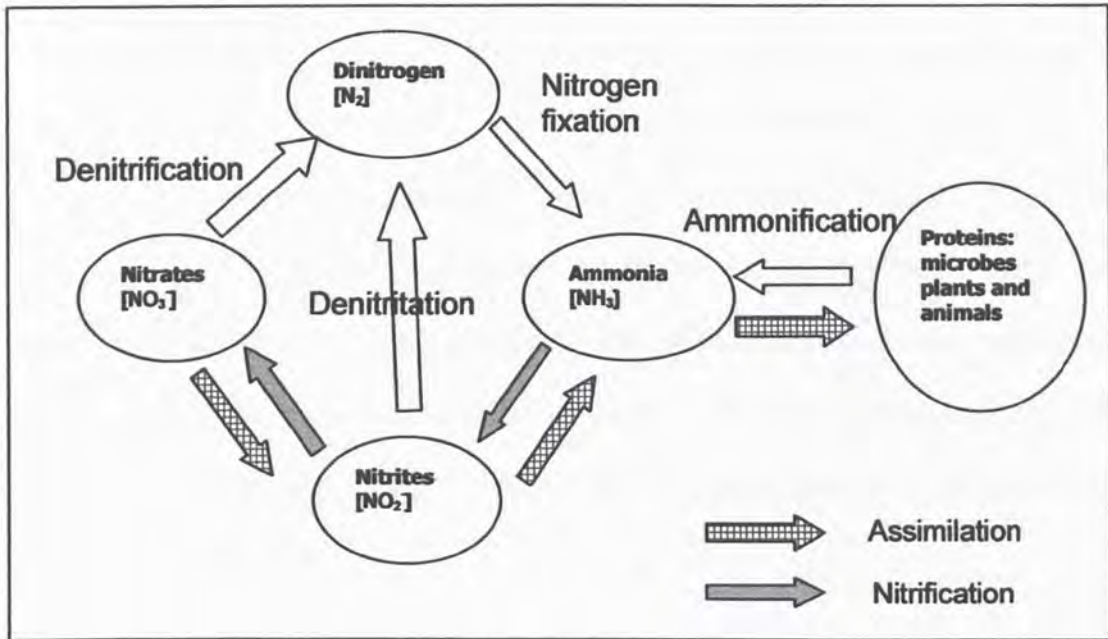 Dinitrogen
[N₂]
Nitrogen
fixation
Denitrification
Ammonification
Proteins:
microbes
plants and
animals
Nitrates
[NO₃⁻]
Denitritation
Ammonia
[NH₃]
Nitrites
[NO₂⁻]
Assimilation
Nitrification